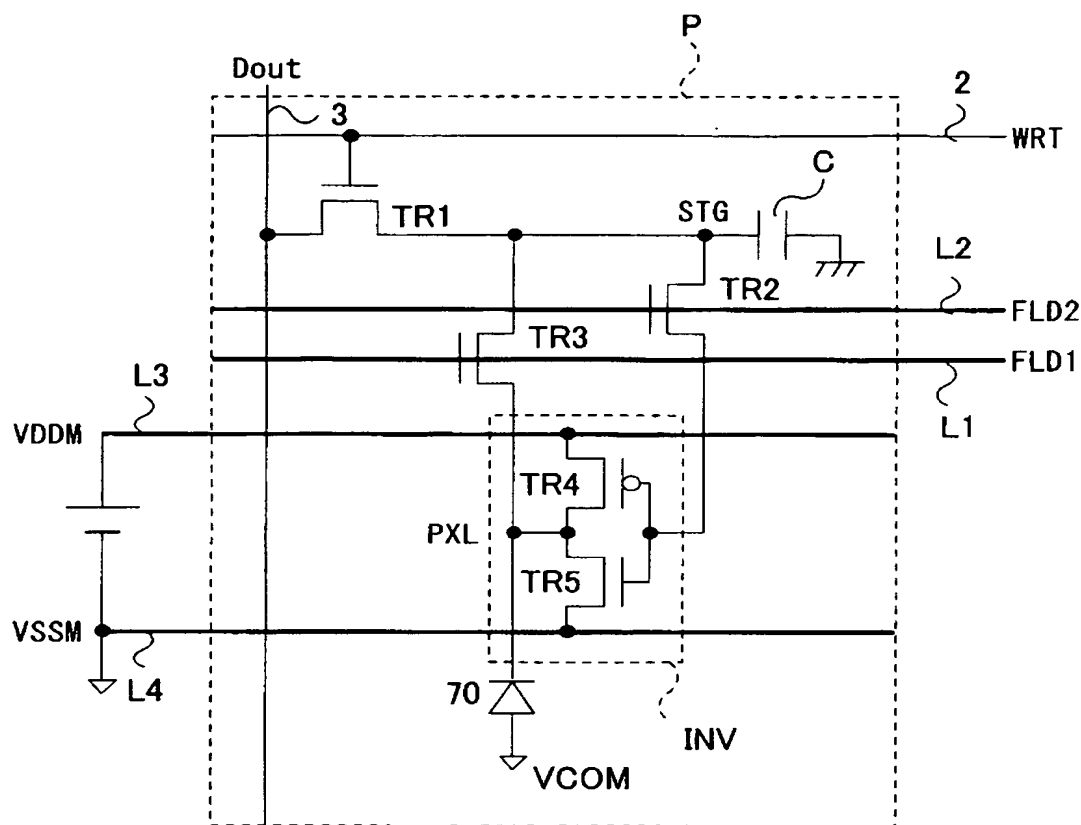 P
Dout
3
2
WRT
C
TR1
STG
L2
TR2
FLD2
TR3
FLD1
L3
L1
VDDM
TR4
PXL
TR5
VSSM
L4
70
INV
VCOM